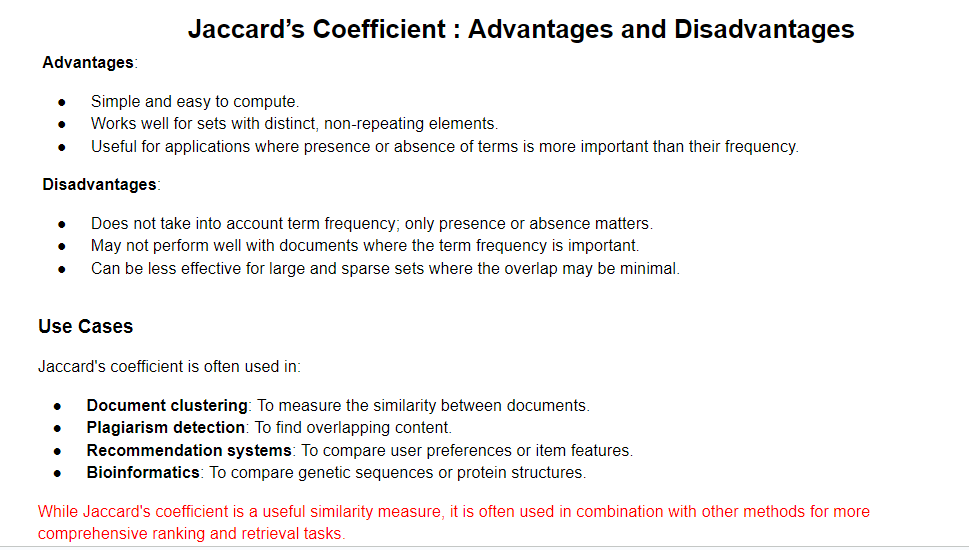 Jaccard’s Coefficient : Advantages and Disadvantages
Advantages:
● Simple and easy to compute.
● Works well for sets with distinct, non-repeating elements.
● Useful for applications where presence or absence of terms is more important than their frequency.
Disadvantages:
● Does not take into account term frequency; only presence or absence matters.
● May not perform well with documents where the term frequency is important.
● Can be less effective for large and sparse sets where the overlap may be minimal.
Use Cases
Jaccard's coefficient is often used in:
● Document clustering: To measure the similarity between documents.
● Plagiarism detection: To find overlapping content.
● Recommendation systems: To compare user preferences or item features.
● Bioinformatics: To compare genetic sequences or protein structures.
While Jaccard's coefficient is a useful similarity measure, it is often used in combination with other methods for more
comprehensive ranking and retrieval tasks.